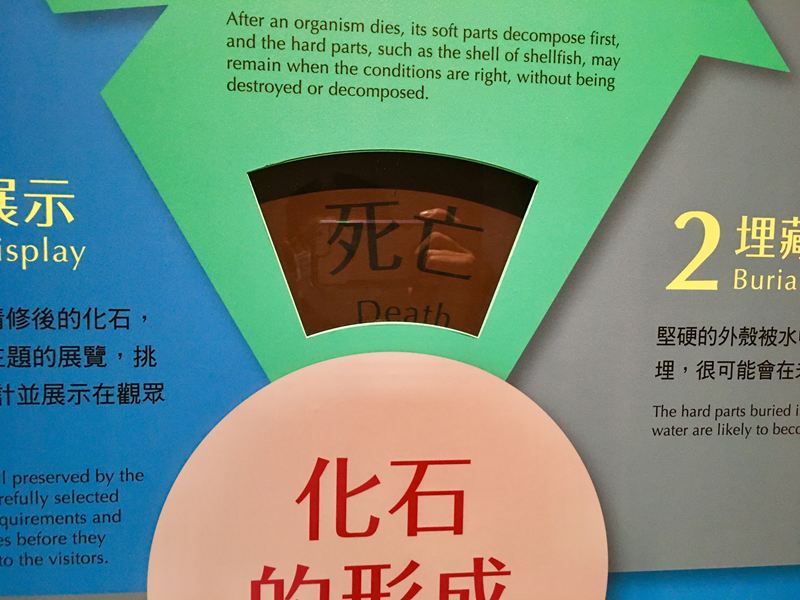 After an organism dies, its soft parts decompose first,
and the hard parts, such as the shell of shellfish, may
remain when the conditions are right, without being
destroyed or decomposed.
死亡
Death
展示
isplay
修後的化石，
題的展覽，挑
計並展示在觀眾
l preserved by the
refully selected
quirements and
es before they
to the visitors.
2 埋藏
Buria
堅硬的外殼被水
埋，很可能會在
The hard parts buried i
water are likely to beco
化石
的形成